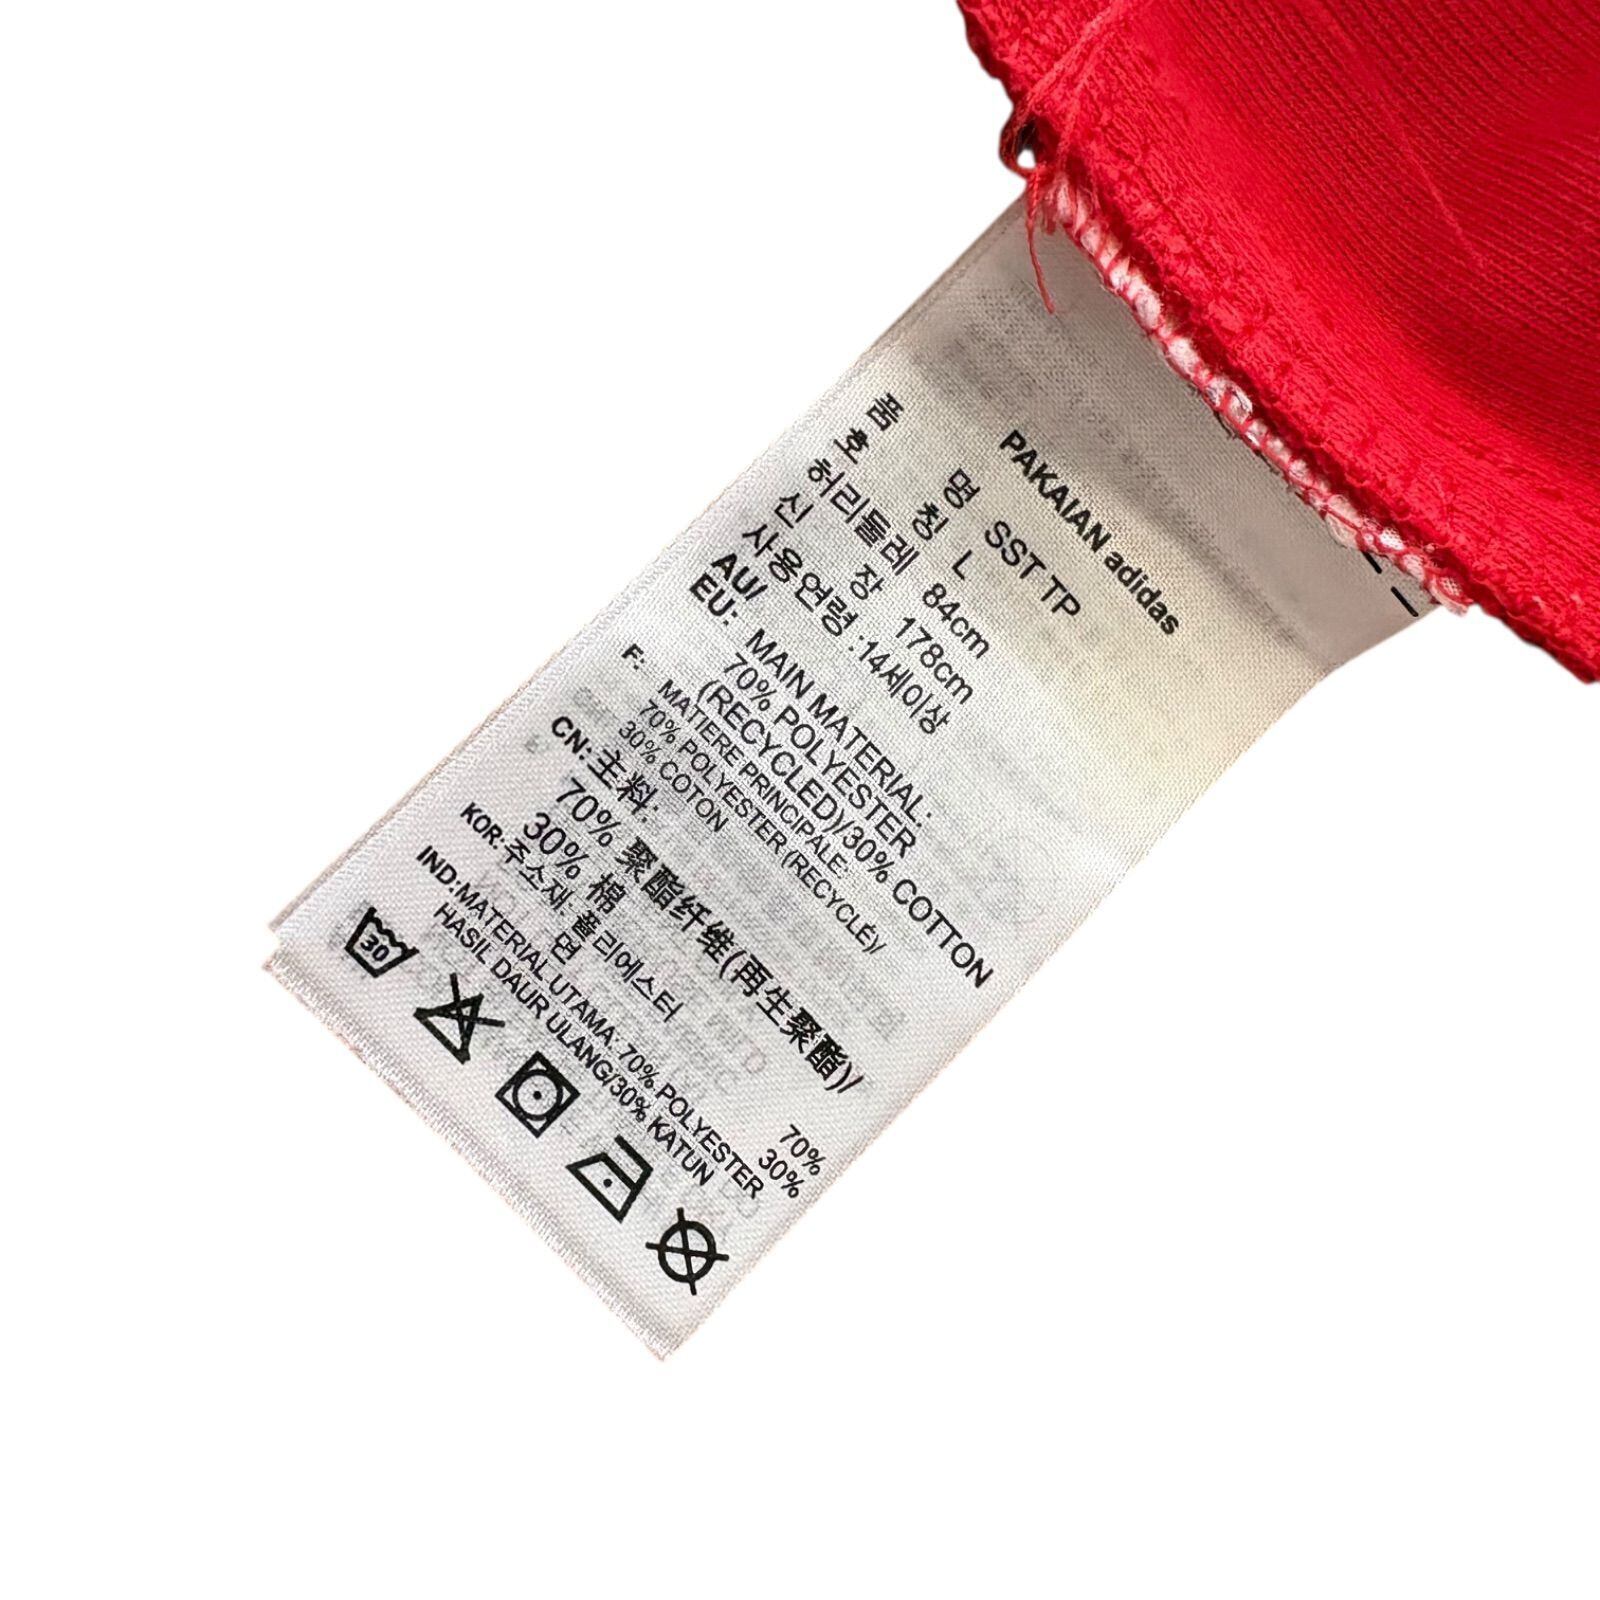 PAKAIAN adidas
품 명 SST TP
호 칭 L
허리둘레 84cm
신 장 178cm
사용연령 :14세이상
AU/
EU: MAIN MATERIAL:
70% POLYESTER
(RECYCLED)/30% COTTON
F: MATIERE PRINCIPALE:
70% POLYESTER (RECYCLÉ)/
30% COTON
CN:主料:
70% 聚酯纤维(再生聚酯)/
30% 棉
KOR:주소재: 폴리에스터 70%
면 30%
IND:MATERIAL UTAMA: 70% POLYESTER
HASIL DAUR ULANG/30% KATUN
30